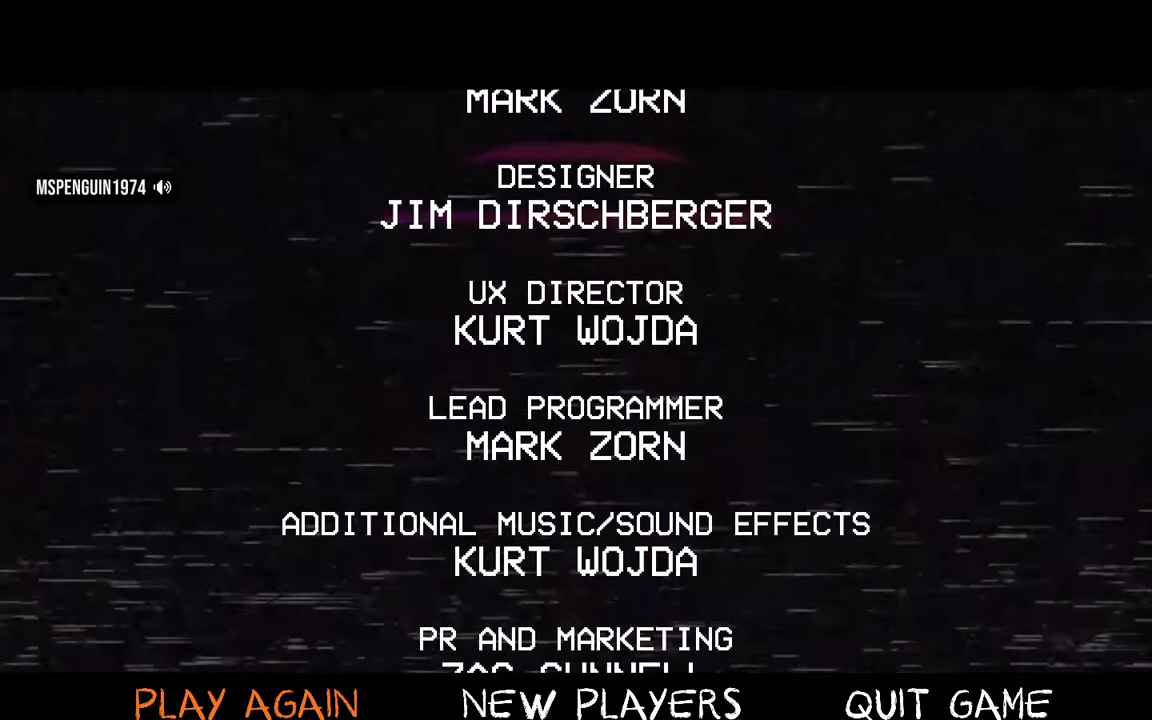 MARK ZORN
MSPENGUIN1974
DESIGNER
JIM DIRSCHBERGER
UX DIRECTOR
KURT WOJDA
LEAD PROGRAMMER
MARK ZORN
ADDITIONAL MUSIC/SOUND EFFECTS
KURT WOJDA
PR AND MARKETING
PLAY AGAIN NEW PLAYERS QUIT GAME